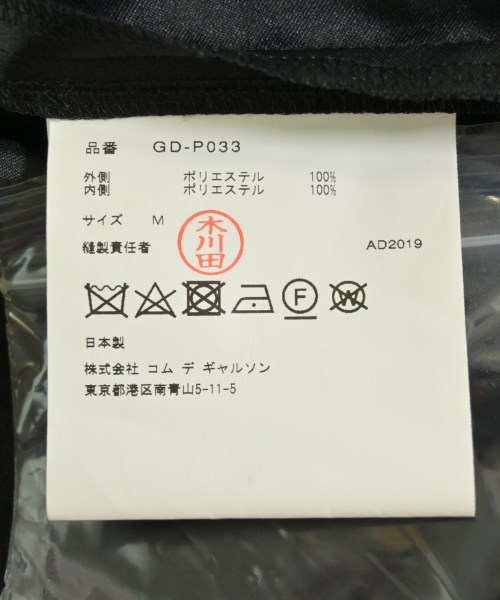 品番 GD-P033
外側 ポリエステル 100%
内側 ポリエステル 100%
サイズ M
縫製責任者 木川田 AD2019
F W
日本製
株式会社 コム デ ギャルソン
東京都港区南青山5-11-5